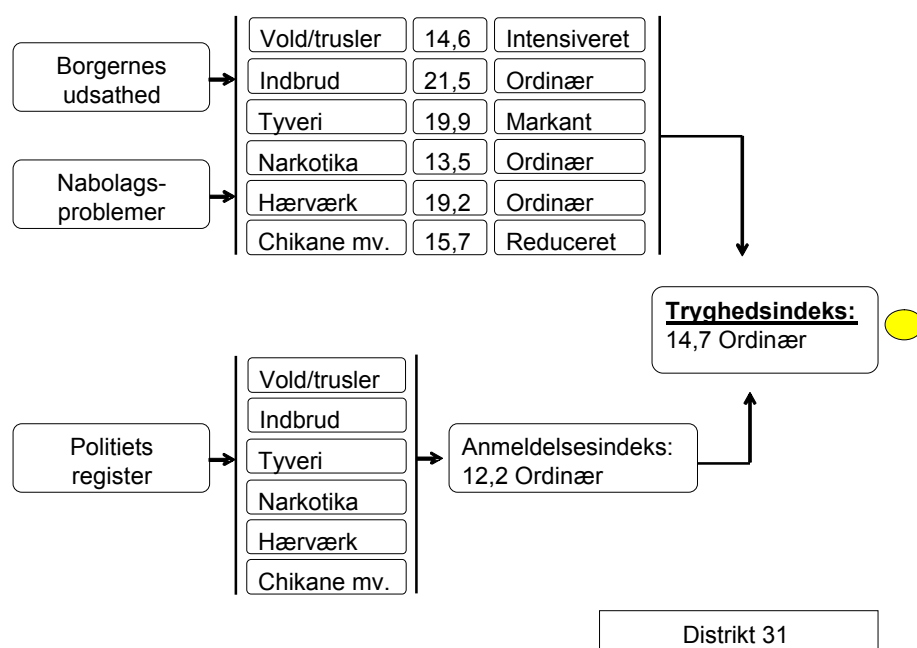 Borgernes
udsathed
Nabolags-
problemer
Vold/trusler 14,6 Intensiveret
Indbrud 21,5 Ordinær
Tyveri 19,9 Markant
Narkotika 13,5 Ordinær
Hærværk 19,2 Ordinær
Chikane mv. 15,7 Reduceret
Tryghedsindeks:
14,7 Ordinær
Politiets
register
Vold/trusler
Indbrud
Tyveri
Narkotika
Hærværk
Chikane mv.
Anmeldelsesindeks:
12,2 Ordinær
Distrikt 31